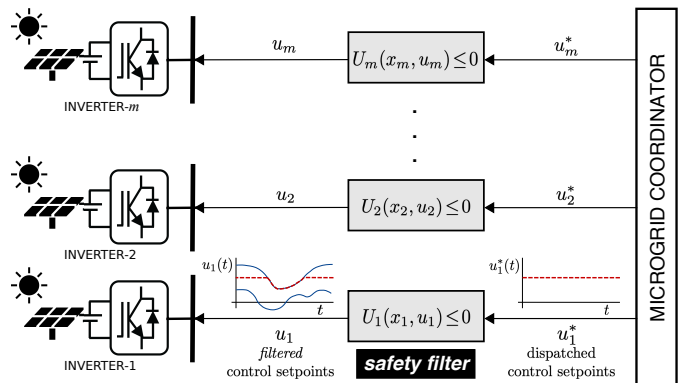 u_m
U_m(x_m, u_m) ≤ 0
u_m^*
INVERTER-m
MICROGRID COORDINATOR
u_2
U_2(x_2, u_2) ≤ 0
u_2^*
INVERTER-2
u_1(t)
t
u_1^*(t)
t
U_1(x_1, u_1) ≤ 0
u_1
u_1^*
INVERTER-1
filtered
control setpoints
safety filter
dispatched
control setpoints